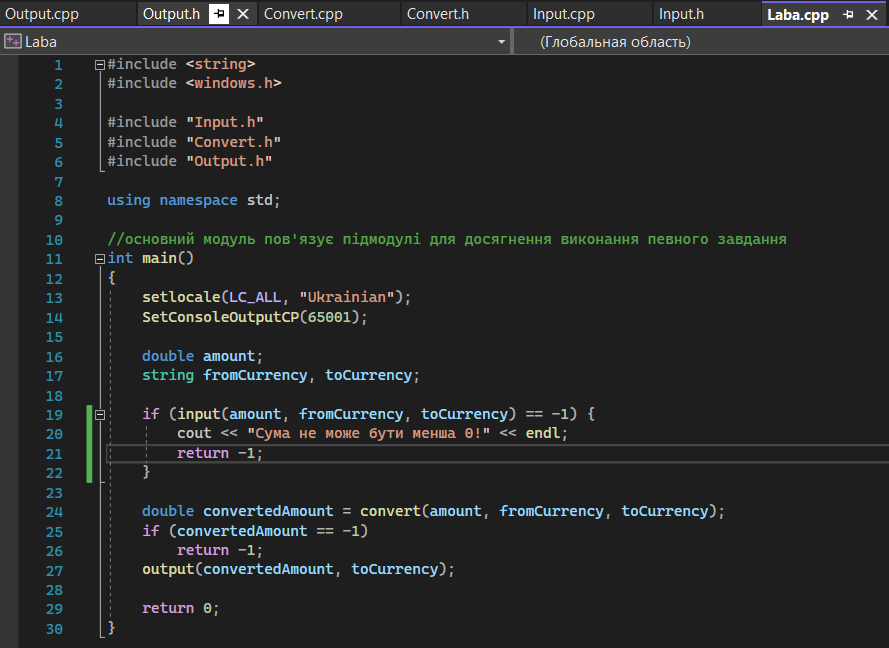 Output.cpp Output.h Convert.cpp Convert.h Input.cpp Input.h Laba.cpp
Laba (Глобальная область)
1 #include <string>
2 #include <windows.h>
3
4 #include "Input.h"
5 #include "Convert.h"
6 #include "Output.h"
7
8 using namespace std;
9
10 //основний модуль пов'язує підмодулі для досягнення виконання певного завдання
11 int main()
12 {
13 setlocale(LC_ALL, "Ukrainian");
14 SetConsoleOutputCP(65001);
15
16 double amount;
17 string fromCurrency, toCurrency;
18
19 if (input(amount, fromCurrency, toCurrency) == -1) {
20 cout << "Сума не може бути менша 0!" << endl;
21 return -1;
22 }
23
24 double convertedAmount = convert(amount, fromCurrency, toCurrency);
25 if (convertedAmount == -1)
26 return -1;
27 output(convertedAmount, toCurrency);
28
29 return 0;
30 }